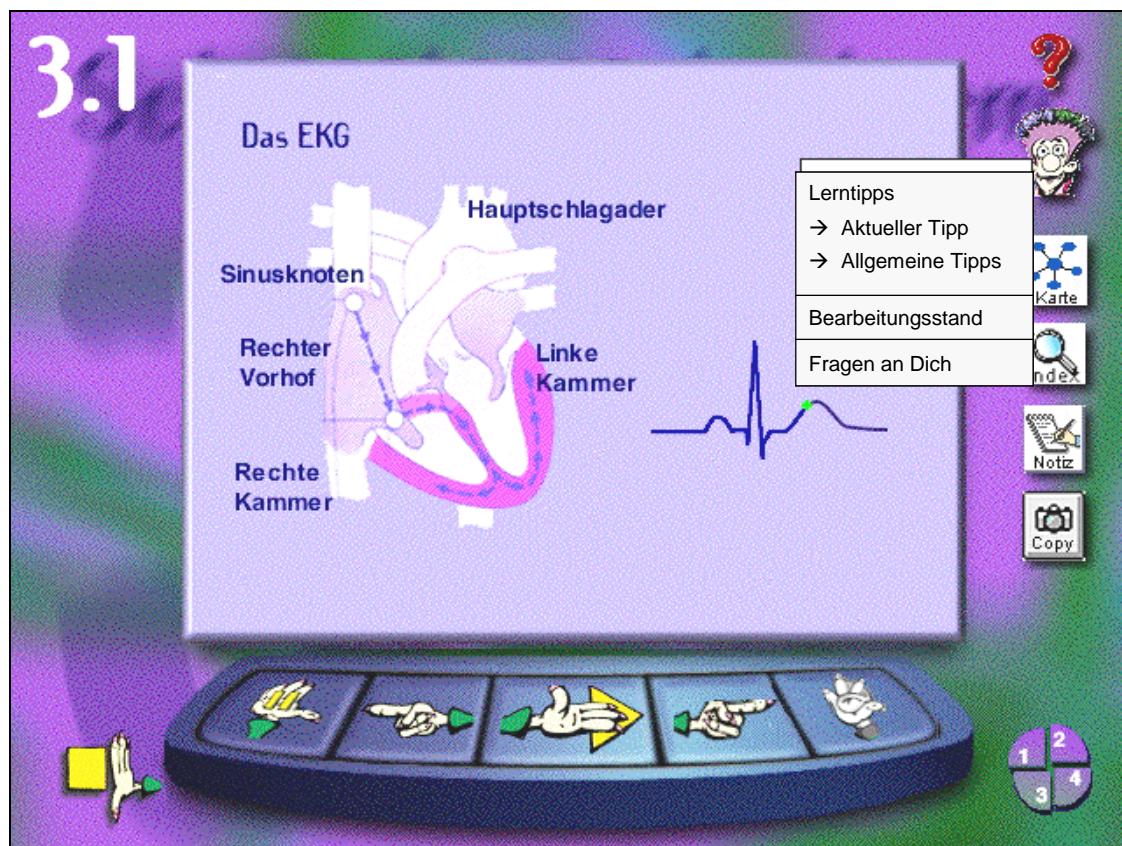 3.1
Das EKG
Hauptschlagader
Sinusknoten
Rechter
Vorhof
Linke
Kammer
Rechte
Kammer
Lerntipps
→ Aktueller Tipp
→ Allgemeine Tipps
Bearbeitungsstand
Fragen an Dich
?
Karte
Index
Notiz
Copy
1
2
3
4